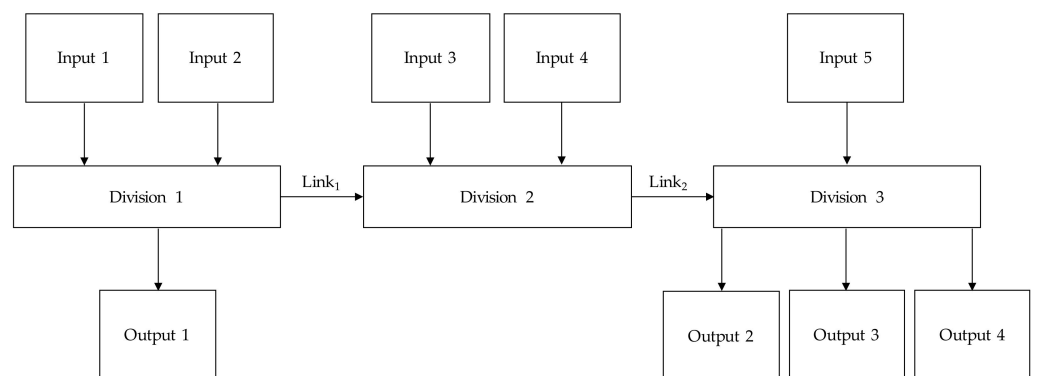 Input 1
Input 2
Input 3
Input 4
Input 5
Division 1
Link₁
Division 2
Link₂
Division 3
Output 1
Output 2
Output 3
Output 4